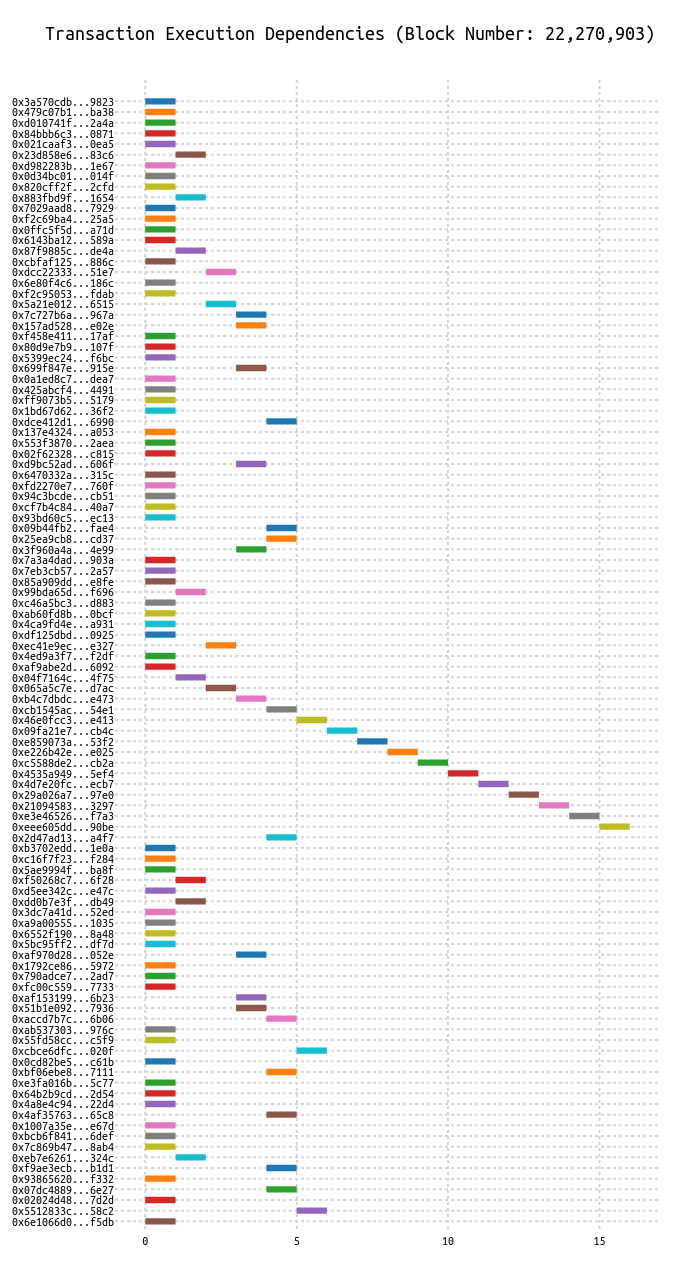 Transaction Execution Dependencies (Block Number: 22,270,903)
0x3a570cdb...9823
0x479c07b1...ba38
0xd010741f...2a4a
0x84bbb6c3...0871
0x021caaf3...0ea5
0x23d858e6...83c6
0xd982283b...1e67
0x0d34bc01...014f
0x820cff2f...2cfd
0x883fbd9f...1654
0x7029aad8...7929
0xf2c69ba4...25a5
0x0ffc5f5d...a71d
0x6143ba12...589a
0x87f9885c...de4a
0xcbfaf125...886c
0xdcc22333...51e7
0x6e80f4c6...186c
0xf2c95053...fdab
0x5a21e012...6515
0x7c727b6a...967a
0x157ad528...e02e
0xf458e411...17af
0x80d9e7b9...107f
0x5399ec24...f6bc
0x699f847e...915e
0x0a1ed8c7...dea7
0x425abcf4...4491
0xff9073b5...5179
0x1bd67d62...36f2
0xdce412d1...6990
0x137e4324...a053
0x553f3870...2aea
0x02f62328...c815
0xd9bc52ad...606f
0x6470332a...315c
0xfd2270e7...760f
0x94c3bcde...cb51
0xcf7b4c84...40a7
0x93bd60c5...ec13
0x09b44fb2...fae4
0x25ea9cb8...cd37
0x3f960a4a...4e99
0x7a3a4dad...903a
0x7eb3cb57...2a57
0x85a909dd...e8fe
0x99bda65d...f696
0xc46a5bc3...d883
0xab60fd8b...0bcf
0x4ca9fd4e...a931
0xdf125dbd...0925
0xec41e9ec...e327
0x4ed9a3f7...f2df
0xaf9abe2d...6092
0x04f7164c...4f75
0x065a5c7e...d7ac
0xb4c7dbdc...e473
0xcb1545ac...54e1
0x46e0fcc3...e413
0x09fa21e7...cb4c
0xe859073a...53f2
0xe226b42e...e025
0xc5588de2...cb2a
0x4535a949...5ef4
0x4d7e20fc...ecb7
0x29a026a7...97e0
0x21094583...3297
0xe3e46526...f7a3
0xeee605dd...90be
0x2d47ad13...a4f7
0xb3702edd...1e0a
0xc16f7f23...f284
0x5ae9994f...ba8f
0xf50268c7...6f28
0xd5ee342c...e47c
0xdd0b7e3f...db49
0x3dc7a41d...52ed
0xa9a00555...1035
0x6552f190...8a48
0x5bc95ff2...df7d
0xaf970d28...052e
0x1792ce86...5972
0x790adce7...2ad7
0xfc00c559...7733
0xaf153199...6b23
0x51b1e092...7936
0xaccd7b7c...6b06
0xab537303...976c
0x55fd58cc...c5f9
0xcbce6dfc...020f
0x0cd82be5...c61b
0xbf06ebe8...7111
0xe3fa016b...5c77
0x64b2b9cd...2d54
0x4a8e4c94...22d4
0x4af35763...65c8
0x1007a35e...e67d
0xbcb6f841...6def
0x7c869b47...8ab4
0xeb7e6261...324c
0xf9ae3ecb...b1d1
0x93865620...f332
0x07dc4889...6e27
0x02024d48...7d2d
0x5512833c...58c2
0x6e1066d0...f5db
0 5 10 15